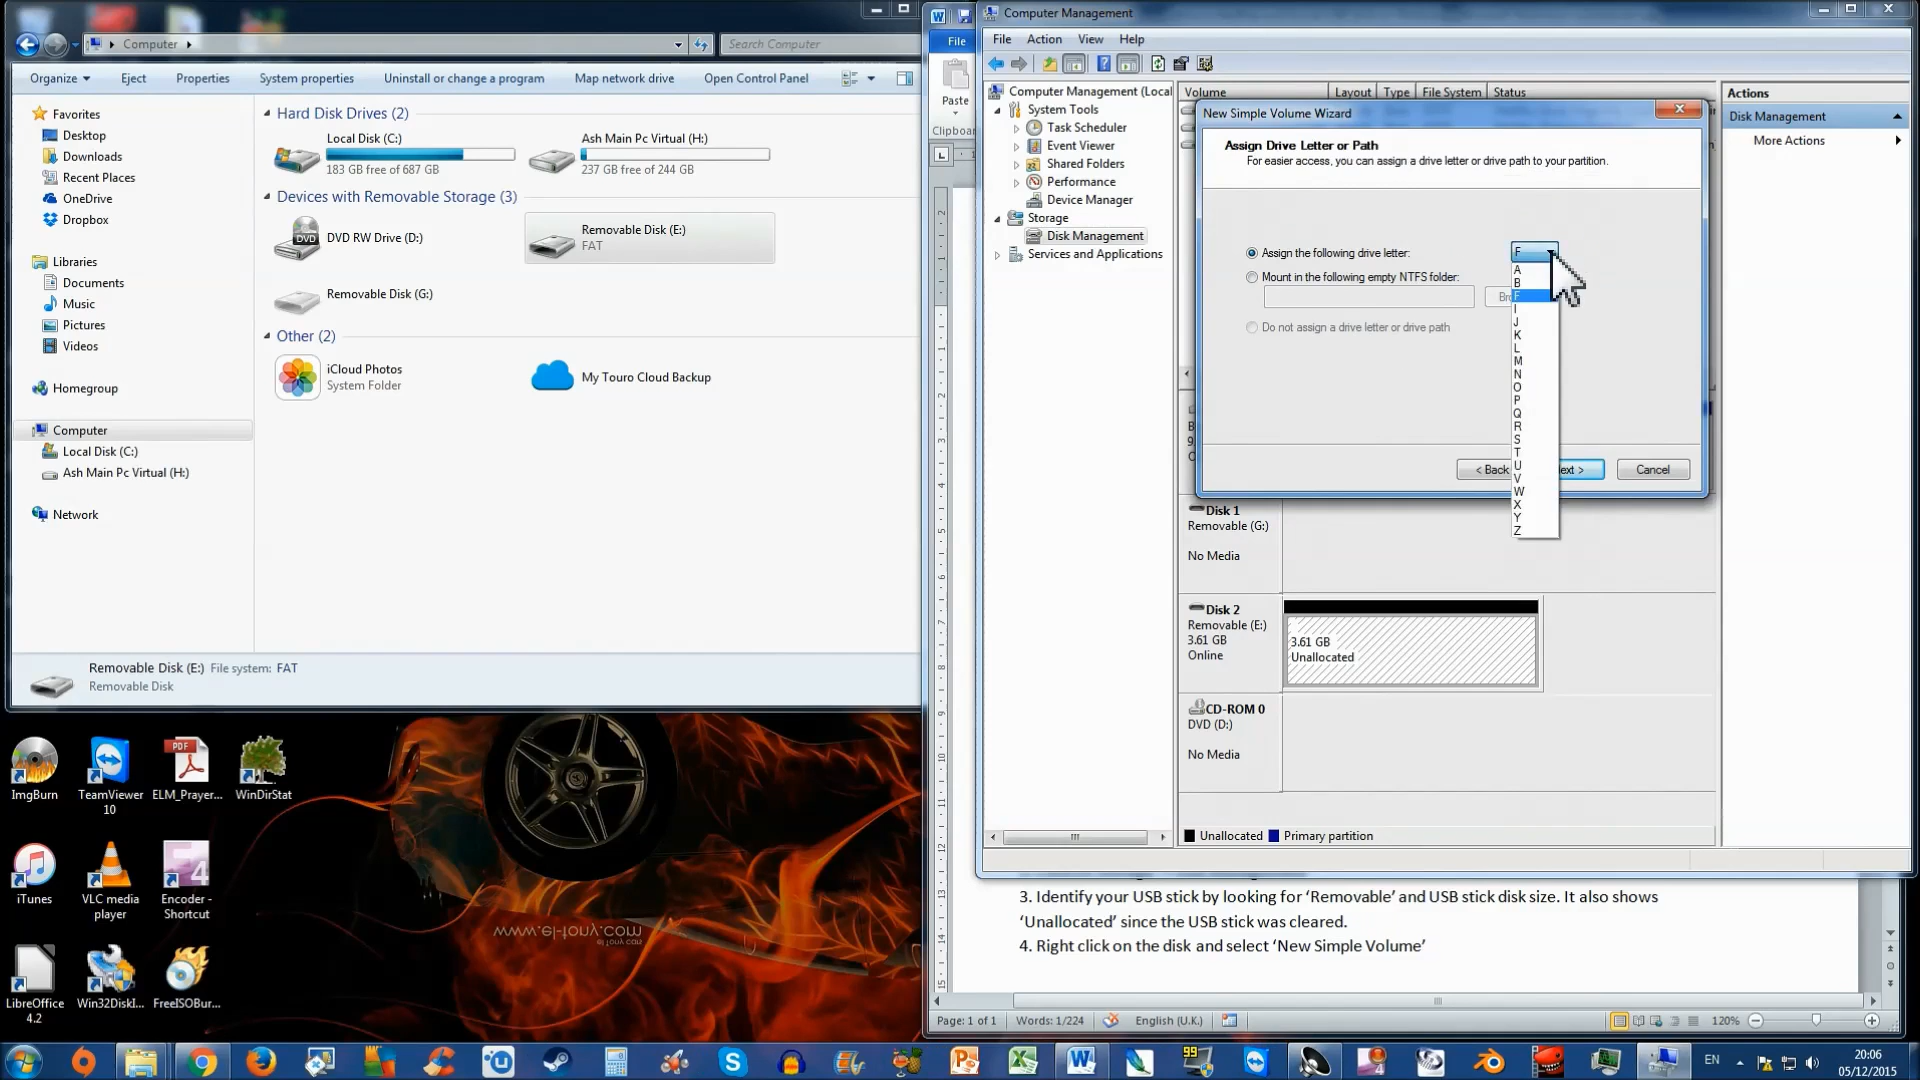 Computer
Search Computer
Organize
Eject
Properties
System properties
Uninstall or change a program
Map network drive
Open Control Panel
Favorites
Desktop
Downloads
Recent Places
OneDrive
Dropbox
Libraries
Documents
Music
Pictures
Videos
Homegroup
Computer
Local Disk (C:)
Ash Main Pc Virtual (H:)
Network
Hard Disk Drives (2)
Local Disk (C:)
183 GB free of 687 GB
Ash Main Pc Virtual (H:)
237 GB free of 244 GB
Devices with Removable Storage (3)
DVD RW Drive (D:)
Removable Disk (E:)
FAT
Removable Disk (G:)
Other (2)
iCloud Photos
System Folder
My Touro Cloud Backup
Removable Disk (E:) File system: FAT
Removable Disk
File
Paste
Clipboar
Computer Management
File Action View Help
Computer Management (Local
System Tools
Task Scheduler
Event Viewer
Shared Folders
Performance
Device Manager
Storage
Disk Management
Services and Applications
Volume Layout Type File System Status
Actions
Disk Management
More Actions
New Simple Volume Wizard
Assign Drive Letter or Path
For easier access, you can assign a drive letter or drive path to your partition.
Assign the following drive letter:
F
Mount in the following empty NTFS folder:
Do not assign a drive letter or drive path
A
B
F
I
J
K
L
M
N
O
P
Q
R
S
T
U
V
W
X
Y
Z
< Back
ext >
Cancel
Disk 1
Removable (G:)
No Media
Disk 2
Removable (E:)
3.61 GB
Online
3.61 GB
Unallocated
CD-ROM 0
DVD (D:)
No Media
Unallocated Primary partition
3. Identify your USB stick by looking for ‘Removable’ and USB stick disk size. It also shows
‘Unallocated’ since the USB stick was cleared.
4. Right click on the disk and select ‘New Simple Volume’
Page: 1 of 1 Words: 1/224 English (U.K.) 120%
ImgBurn
TeamViewer
10
ELM_Prayer...
WinDirStat
iTunes
VLC media
player
Encoder -
Shortcut
LibreOffice
4.2
Win32DiskI...
FreeISOBur...
www.el-tony.com
EN
20:06
05/12/2015